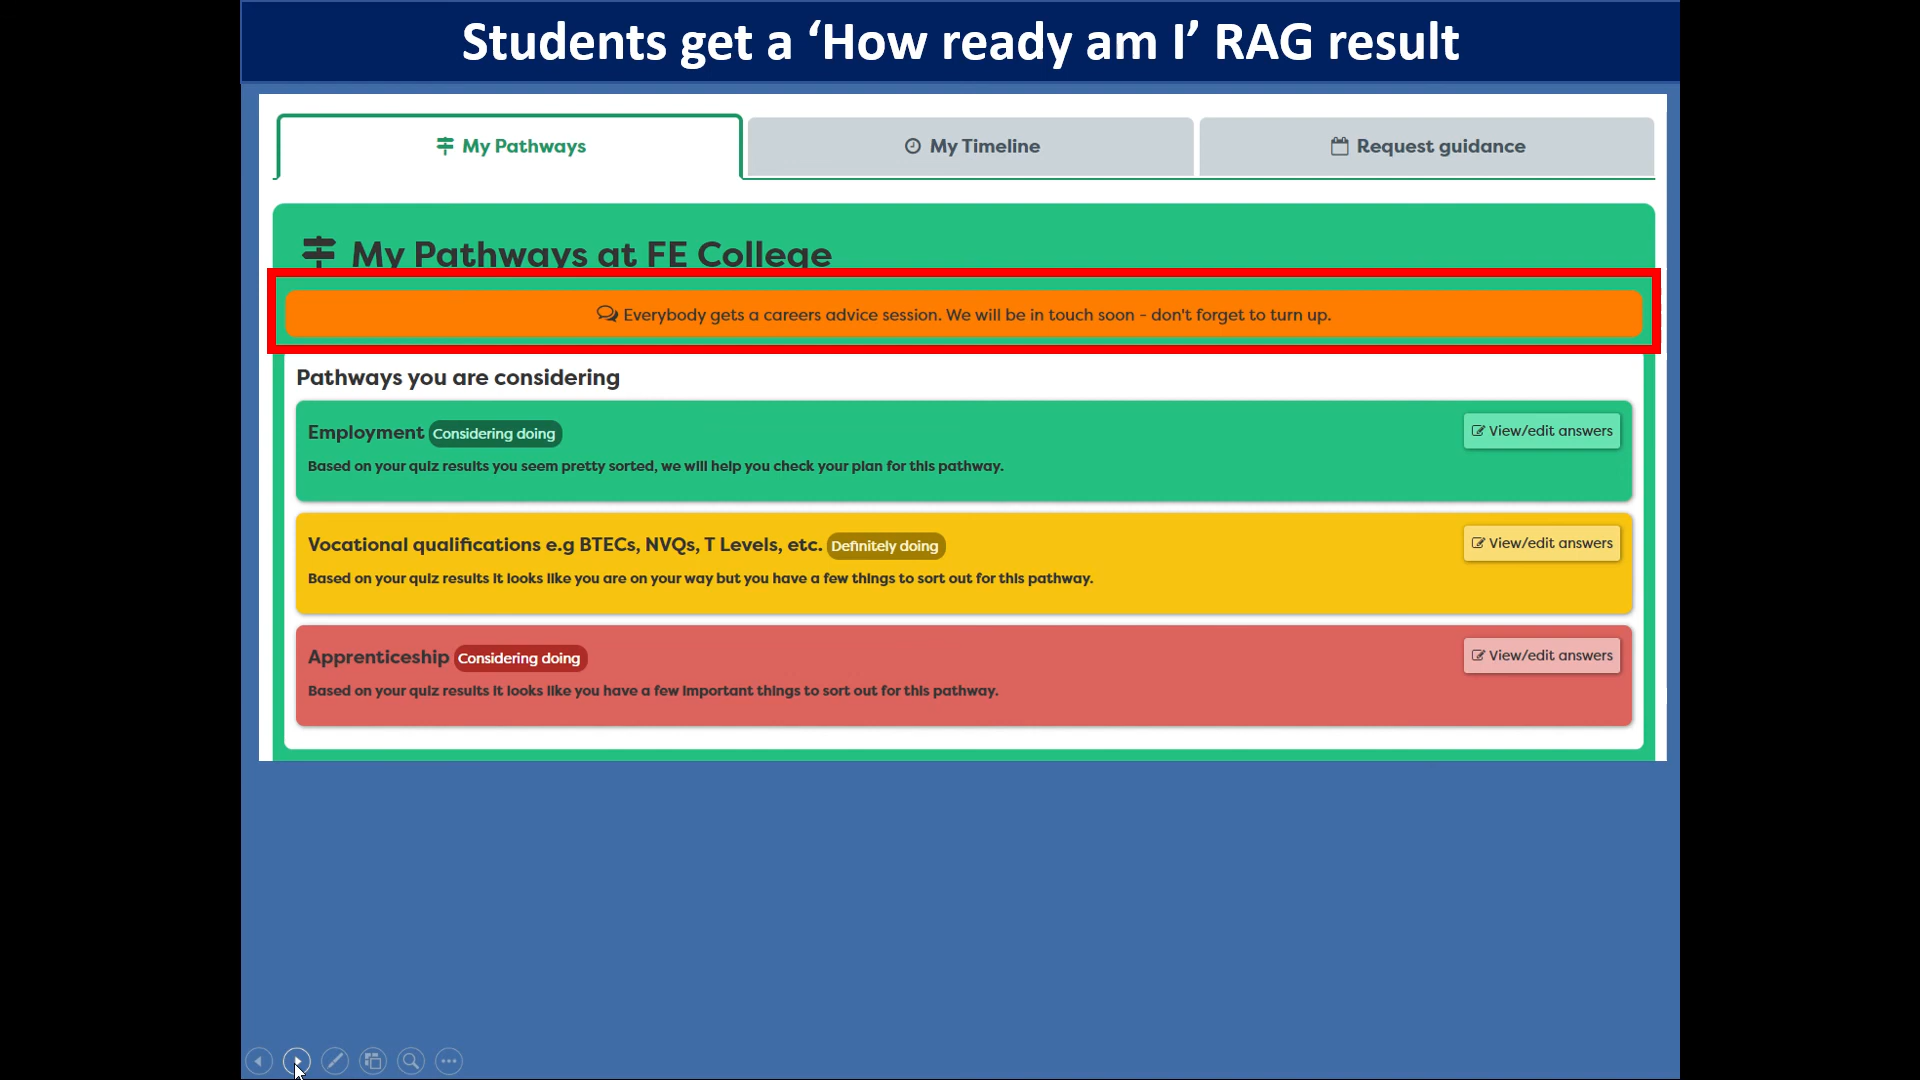 Students get a ‘How ready am I’ RAG result
My Pathways
My Timeline
Request guidance
My Pathways at FE College
Everybody gets a careers advice session. We will be in touch soon - don't forget to turn up.
Pathways you are considering
Employment Considering doing
View/edit answers
Based on your quiz results you seem pretty sorted, we will help you check your plan for this pathway.
Vocational qualifications e.g BTECs, NVQs, T Levels, etc. Definitely doing
View/edit answers
Based on your quiz results it looks like you are on your way but you have a few things to sort out for this pathway.
Apprenticeship Considering doing
View/edit answers
Based on your quiz results it looks like you have a few important things to sort out for this pathway.